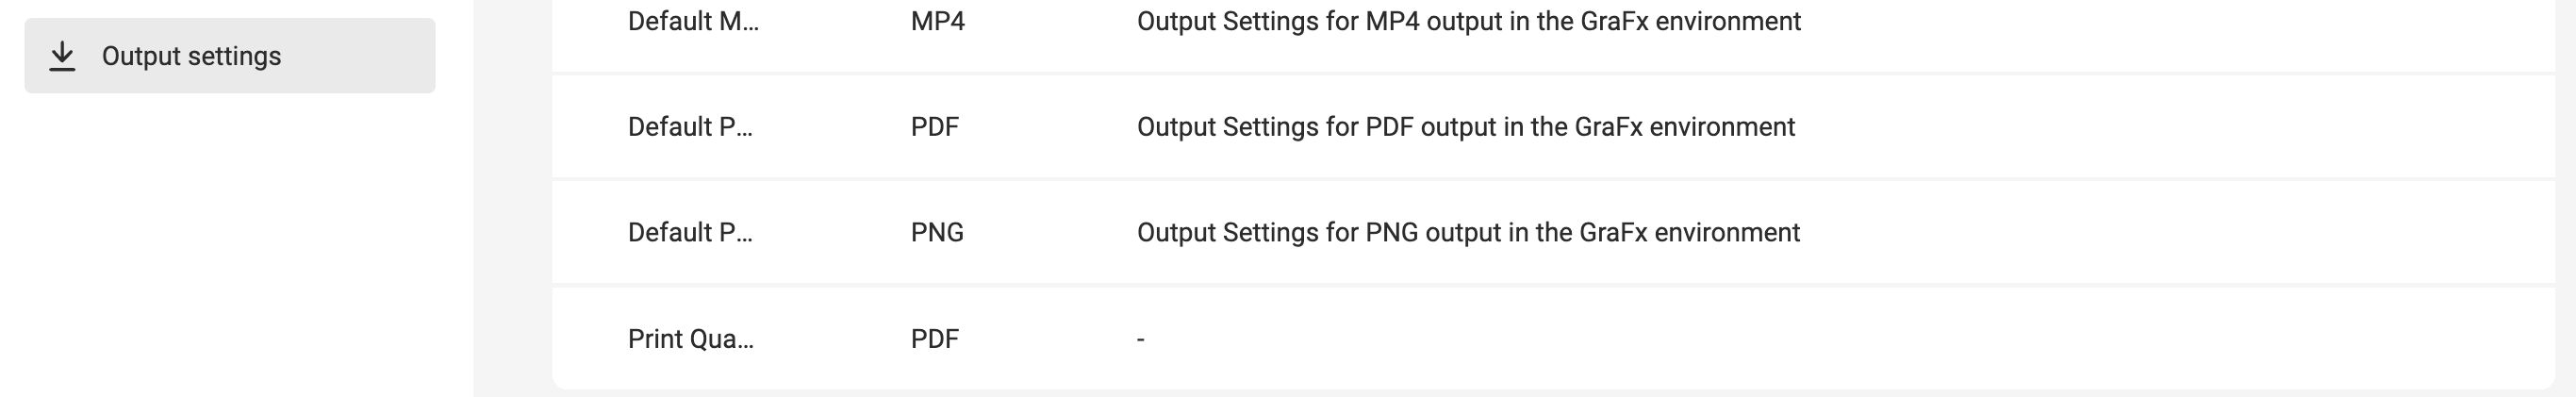 Output settings
Default M... MP4 Output Settings for MP4 output in the GraFx environment
Default P... PDF Output Settings for PDF output in the GraFx environment
Default P... PNG Output Settings for PNG output in the GraFx environment
Print Qua... PDF -